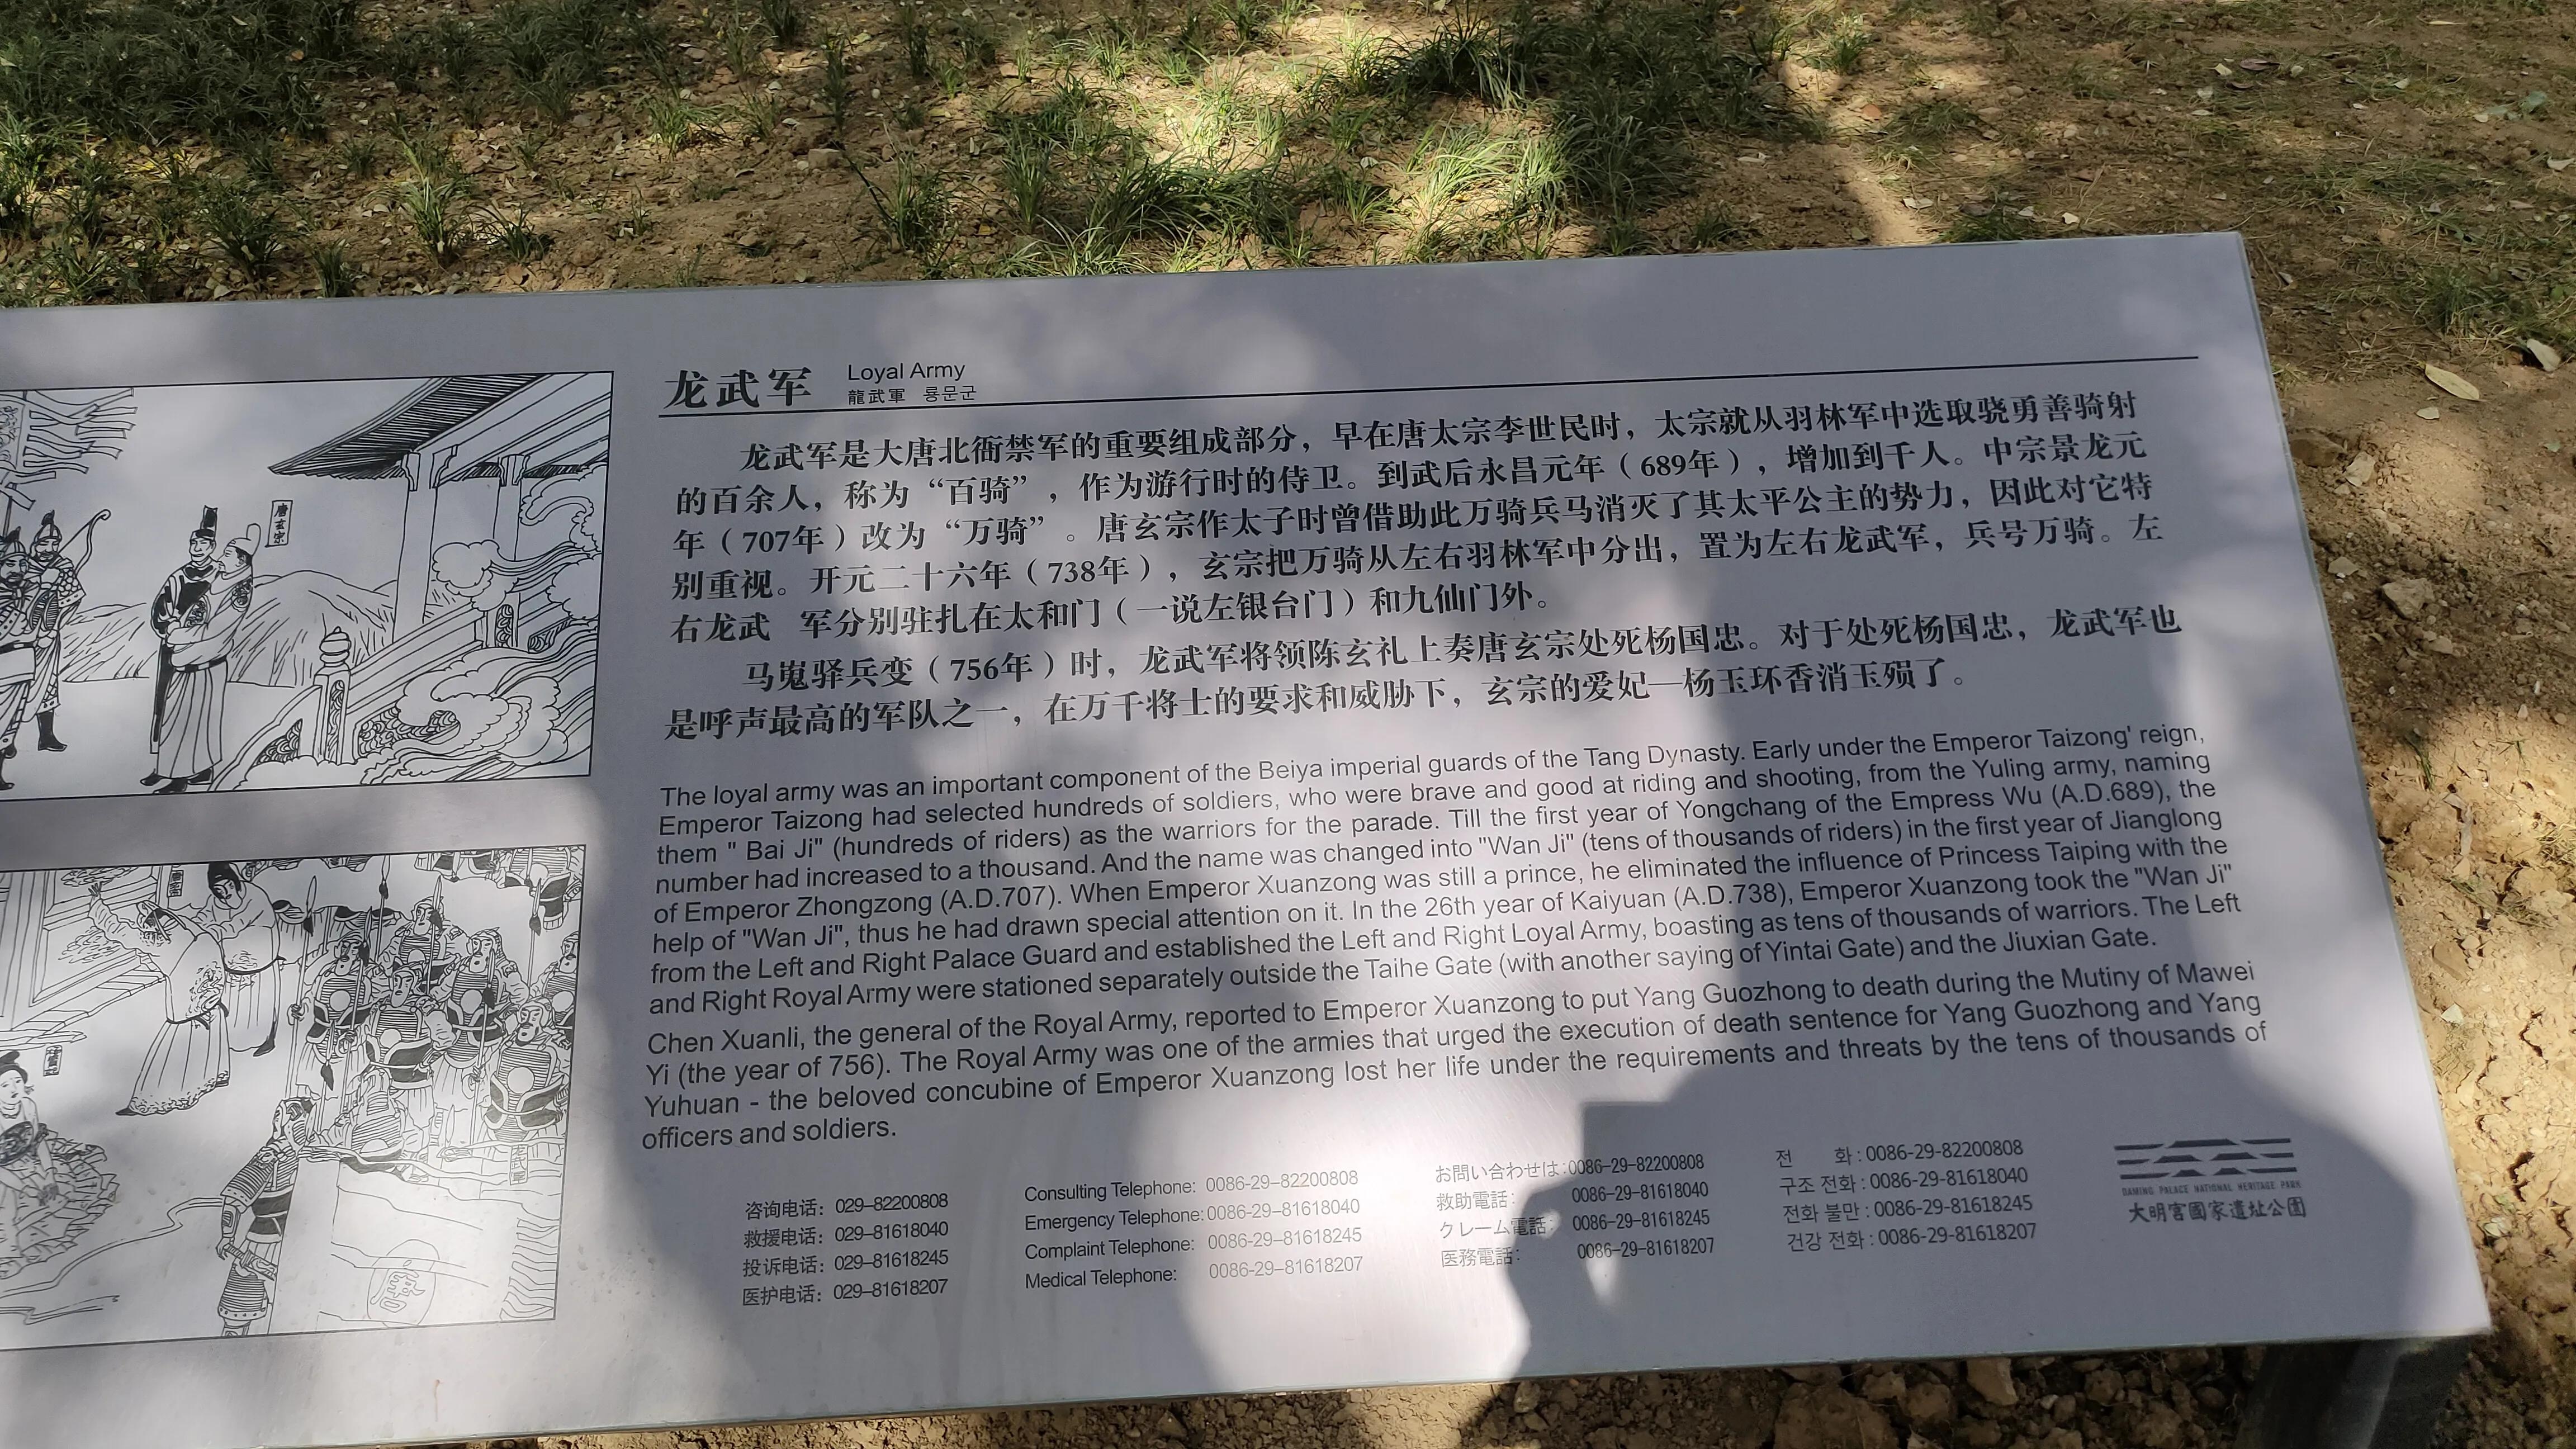 龙武军
Loyal Army
龍武軍 룡문군
龙武军是大唐北衙禁军的重要组成部分，早在唐太宗李世民时，太宗就从羽林军中选取骁勇善骑射
的百余人，称为“百骑”，作为游行时的侍卫。到武后永昌元年（689年），增加到千人。中宗景龙元
年（707年）改为“万骑”。唐玄宗作太子时曾借助此万骑兵马消灭了其太平公主的势力，因此对它特
别重视。开元二十六年（738年），玄宗把万骑从左右羽林军中分出，置为左右龙武军，兵号万骑。左
右龙武 军分别驻扎在太和门（一说左银台门）和九仙门外。
马嵬驿兵变（756年）时，龙武军将领陈玄礼上奏唐玄宗处死杨国忠。对于处死杨国忠，龙武军也
是呼声最高的军队之一，在万千将士的要求和威胁下，玄宗的爱妃—杨玉环香消玉殒了。
The loyal army was an important component of the Beiya imperial guards of the Tang Dynasty. Early under the Emperor Taizong' reign,
Emperor Taizong had selected hundreds of soldiers, who were brave and good at riding and shooting, from the Yuling army, naming
them " Bai Ji" (hundreds of riders) as the warriors for the parade. Till the first year of Yongchang of the Empress Wu (A.D.689), the
number had increased to a thousand. And the name was changed into "Wan Ji" (tens of thousands of riders) in the first year of Jianglong
of Emperor Zhongzong (A.D.707). When Emperor Xuanzong was still a prince, he eliminated the influence of Princess Taiping with the
help of "Wan Ji", thus he had drawn special attention on it. In the 26th year of Kaiyuan (A.D.738), Emperor Xuanzong took the "Wan Ji"
from the Left and Right Palace Guard and established the Left and Right Loyal Army, boasting as tens of thousands of warriors. The Left
and Right Royal Army were stationed separately outside the Taihe Gate (with another saying of Yintai Gate) and the Jiuxian Gate.
Chen Xuanli, the general of the Royal Army, reported to Emperor Xuanzong to put Yang Guozhong to death during the Mutiny of Mawei
Yi (the year of 756). The Royal Army was one of the armies that urged the execution of death sentence for Yang Guozhong and Yang
Yuhuan - the beloved concubine of Emperor Xuanzong lost her life under the requirements and threats by the tens of thousands of
officers and soldiers.
咨询电话：029–82200808
救援电话：029–81618040
投诉电话：029–81618245
医护电话：029–81618207
Consulting Telephone: 0086-29–82200808
Emergency Telephone: 0086-29–81618040
Complaint Telephone: 0086-29–81618245
Medical Telephone: 0086-29–81618207
お問い合わせは:0086–29–82200808
救助電話: 0086-29-81618040
クレーム電話: 0086-29-81618245
医務電話: 0086-29-81618207
전 화 : 0086-29-82200808
구조 전화 : 0086-29-81618040
전화 불만 : 0086-29-81618245
건강 전화 : 0086-29-81618207
DAMING PALACE NATIONAL HERITAGE PARK
大明宫國家遺址公園
唐玄宗
龙武軍
唐